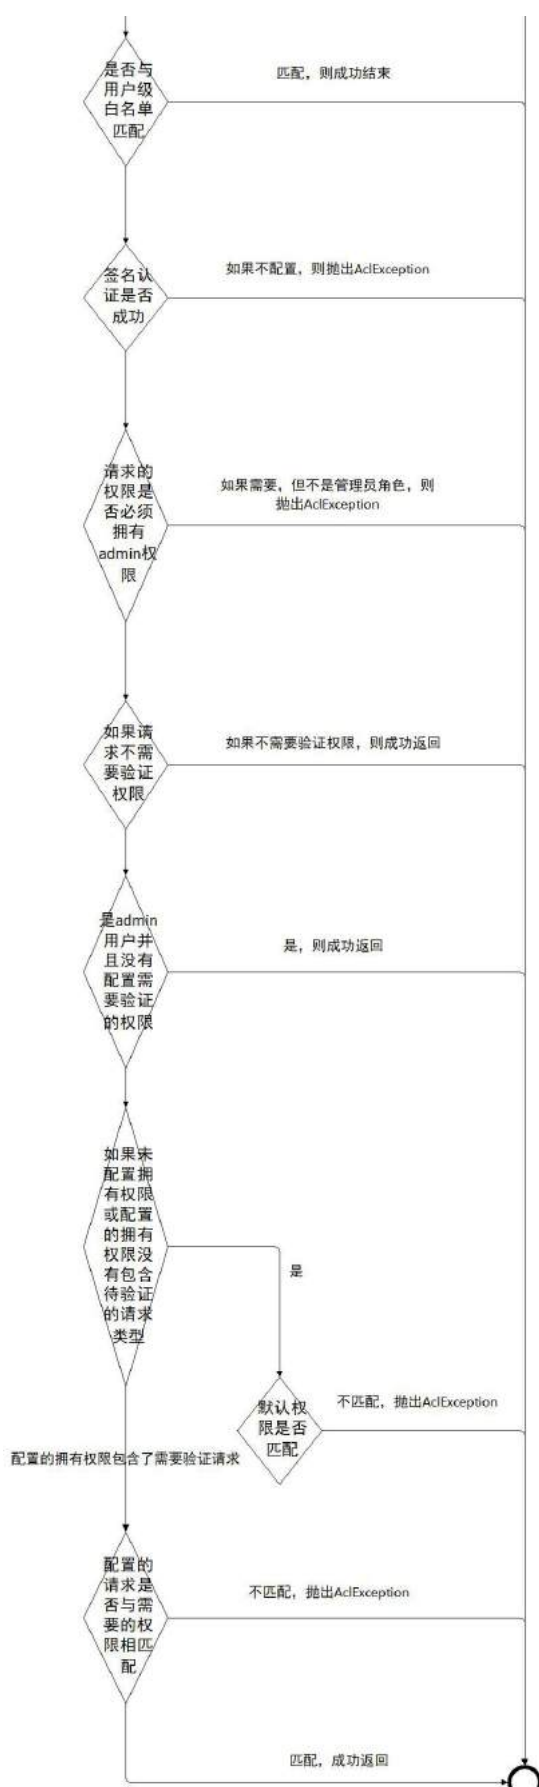 是否与
用户级
白名单
匹配
匹配，则成功结束
签名认
证是否
成功
如果不配置，则抛出AclException
请求的
权限是
否必须
拥有
admin权
限
如果需要，但不是管理员角色，则
抛出AclException
如果请
求不需
要验证
权限
如果不需要验证权限，则成功返回
是admin
用户并
且没有
配置需
要验证
的权限
是，则成功返回
如果未
配置拥
有权限
或配置
的拥有
权限没
有包含
待验证
的请求
类型
是
默认权
限是否
匹配
不匹配，抛出AclException
配置的拥有权限包含了需要验证请求
配置的
请求是
否与需
要的权
限相匹
配
不匹配，抛出AclException
匹配，成功返回